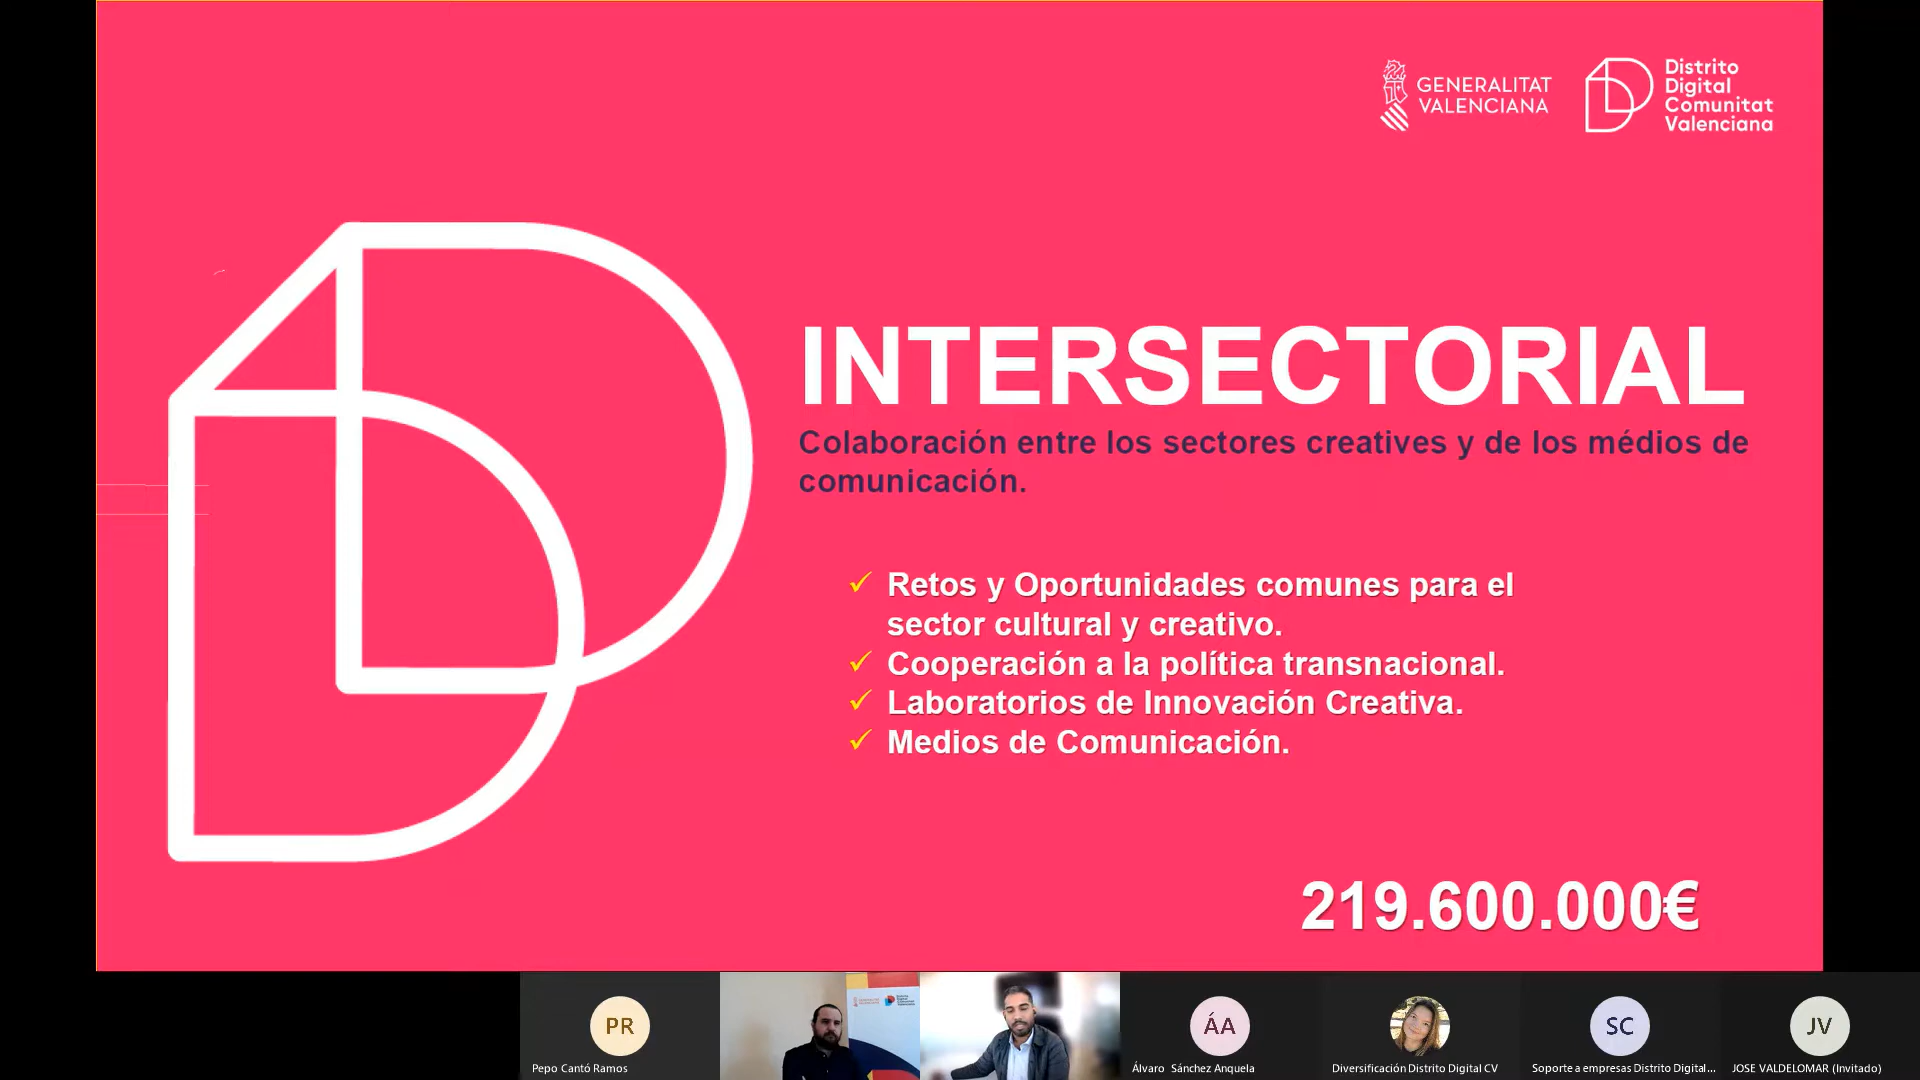 GENERALITAT
VALENCIANA
Distrito
Digital
Comunitat
Valenciana
INTERSECTORIAL
Colaboración entre los sectores creatives y de los médios de
comunicación.
✓ Retos y Oportunidades comunes para el
sector cultural y creativo.
✓ Cooperación a la política transnacional.
✓ Laboratorios de Innovación Creativa.
✓ Medios de Comunicación.
219.600.000€
PR
ÁA
SC
JV
Pepo Cantó Ramos
Álvaro Sánchez Anquela
Diversificación Distrito Digital CV
Soporte a empresas Distrito Digital...
JOSE VALDELOMAR (Invitado)